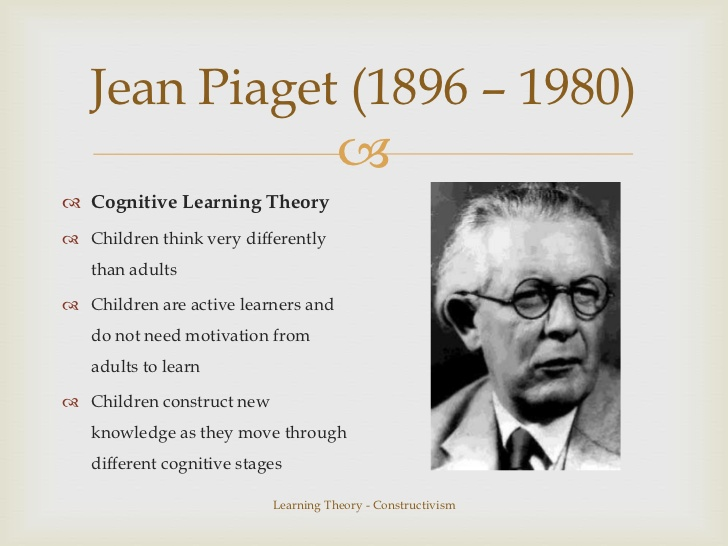 Jean Piaget (1896 – 1980)
Cognitive Learning Theory
Children think very differently
than adults
Children are active learners and
do not need motivation from
adults to learn
Children construct new
knowledge as they move through
different cognitive stages
Learning Theory - Constructivism